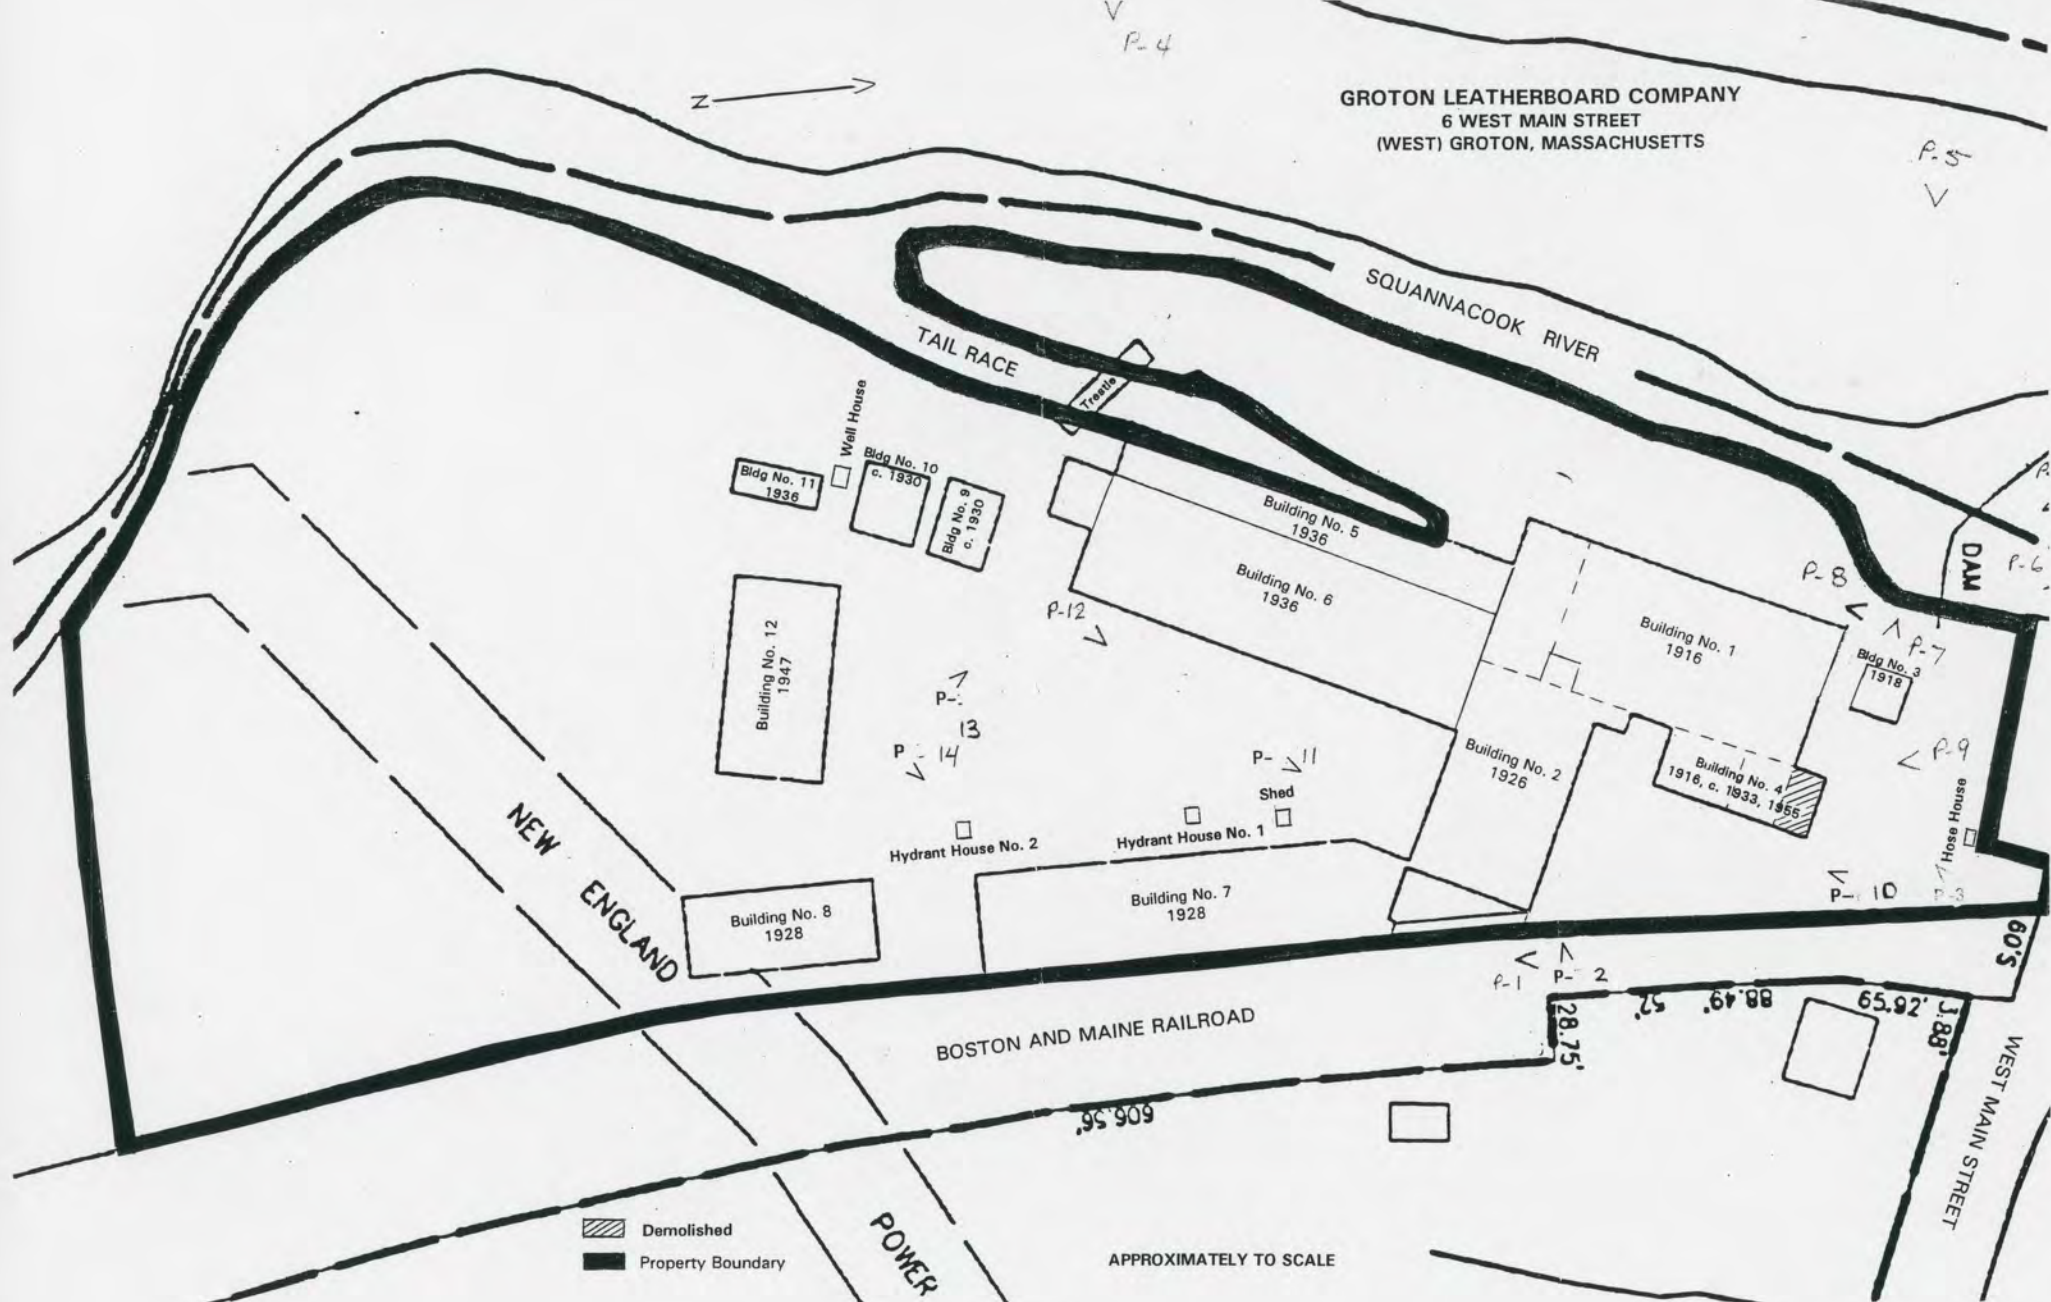 P-4
N
GROTON LEATHERBOARD COMPANY
6 WEST MAIN STREET
(WEST) GROTON, MASSACHUSETTS
P-5
SQUANNACOOK RIVER
TAIL RACE
Trestle
Well House
Bldg No. 11
1936
Bldg No. 10
c. 1930
Bldg No. 9
c. 1930
Building No. 5
1936
Building No. 6
1936
DAM
P-6
P-8
P-7
Building No. 1
1916
Bldg No. 3
1918
P-12
Building No. 12
1947
P-
13
P - 14
P- 11
Shed
Building No. 2
1926
Building No. 4
1916, c. 1933, 1955
P-9
Hose House
Hydrant House No. 2
Hydrant House No. 1
NEW ENGLAND
Building No. 8
1928
Building No. 7
1928
P- 10
P-3
60'S
P-1
P- 2
28.75'
52'
88.49'
65.82'
3.88'
BOSTON AND MAINE RAILROAD
606.56'
WEST MAIN STREET
POWER
Demolished
Property Boundary
APPROXIMATELY TO SCALE